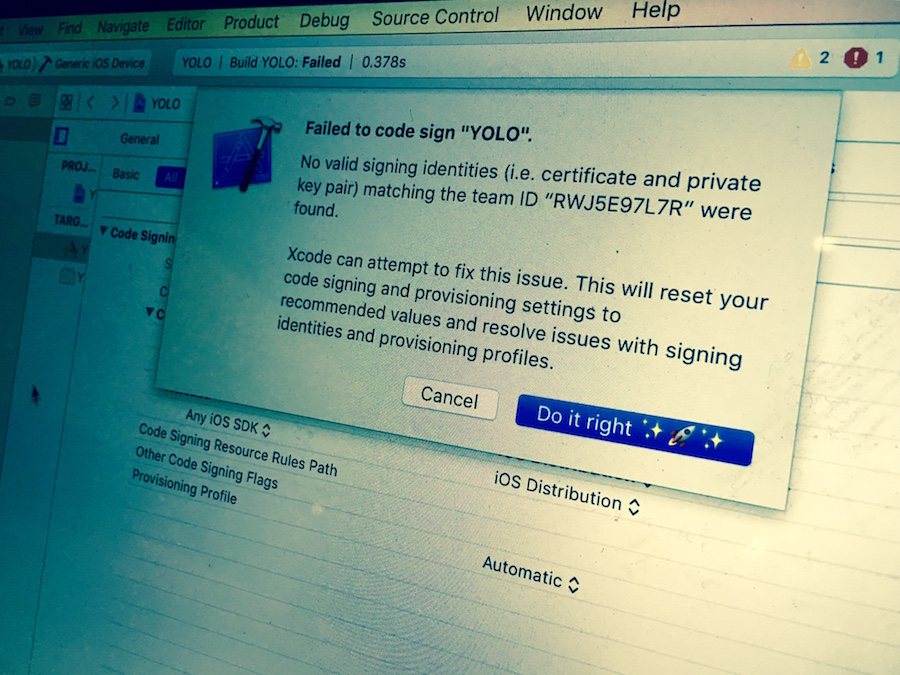 View Find Navigate Editor Product Debug Source Control Window Help
YOLO Generic iOS Device YOLO | Build YOLO: Failed | 0.378s 2 1
YOLO
General
PROJ...
Basic All
Y
TARG...
Code Signin
Y
Failed to code sign "YOLO".
No valid signing identities (i.e. certificate and private
key pair) matching the team ID “RWJ5E97L7R” were
found.
Xcode can attempt to fix this issue. This will reset your
code signing and provisioning settings to
recommended values and resolve issues with signing
identities and provisioning profiles.
Cancel
Do it right ✨🚀✨
Any iOS SDK
Code Signing Resource Rules Path
Other Code Signing Flags
Provisioning Profile
iOS Distribution
Automatic